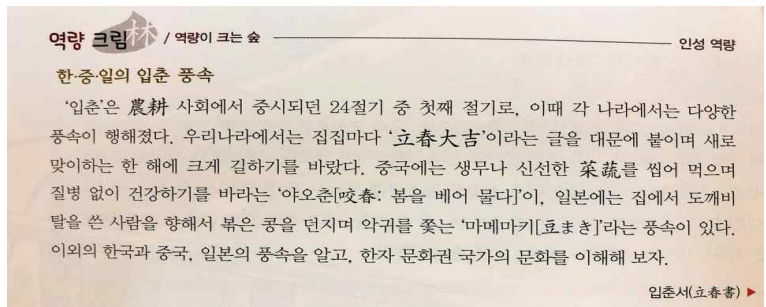 역량 크림林 / 역량이 크는 숲
인성 역량
한·중·일의 입춘 풍속
'입춘'은 農耕 사회에서 중시되던 24절기 중 첫째 절기로, 이때 각 나라에서는 다양한
풍속이 행해졌다. 우리나라에서는 집집마다 '立春大吉'이라는 글을 대문에 붙이며 새로
맞이하는 한 해에 크게 길하기를 바랐다. 중국에는 생무나 신선한 菜蔬를 씹어 먹으며
질병 없이 건강하기를 바라는 '야오춘[咬春: 봄을 베어 물다]'이, 일본에는 집에서 도깨비
탈을 쓴 사람을 향해서 볶은 콩을 던지며 악귀를 쫓는 '마메마키[豆まき]'라는 풍속이 있다.
이외의 한국과 중국, 일본의 풍속을 알고, 한자 문화권 국가의 문화를 이해해 보자.
입춘서(立春書) ▶